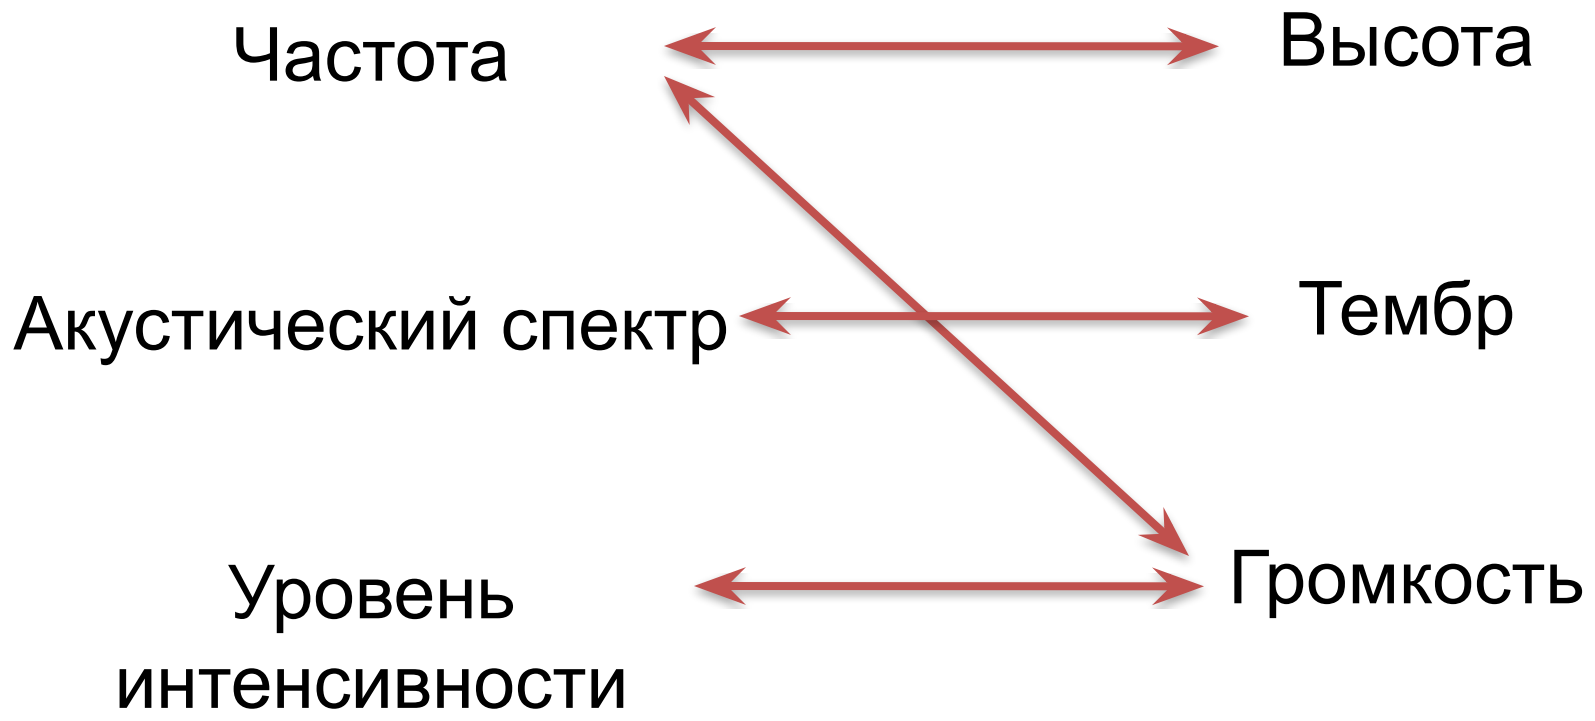 Частота
Высота
Акустический спектр
Тембр
Уровень
интенсивности
Громкость